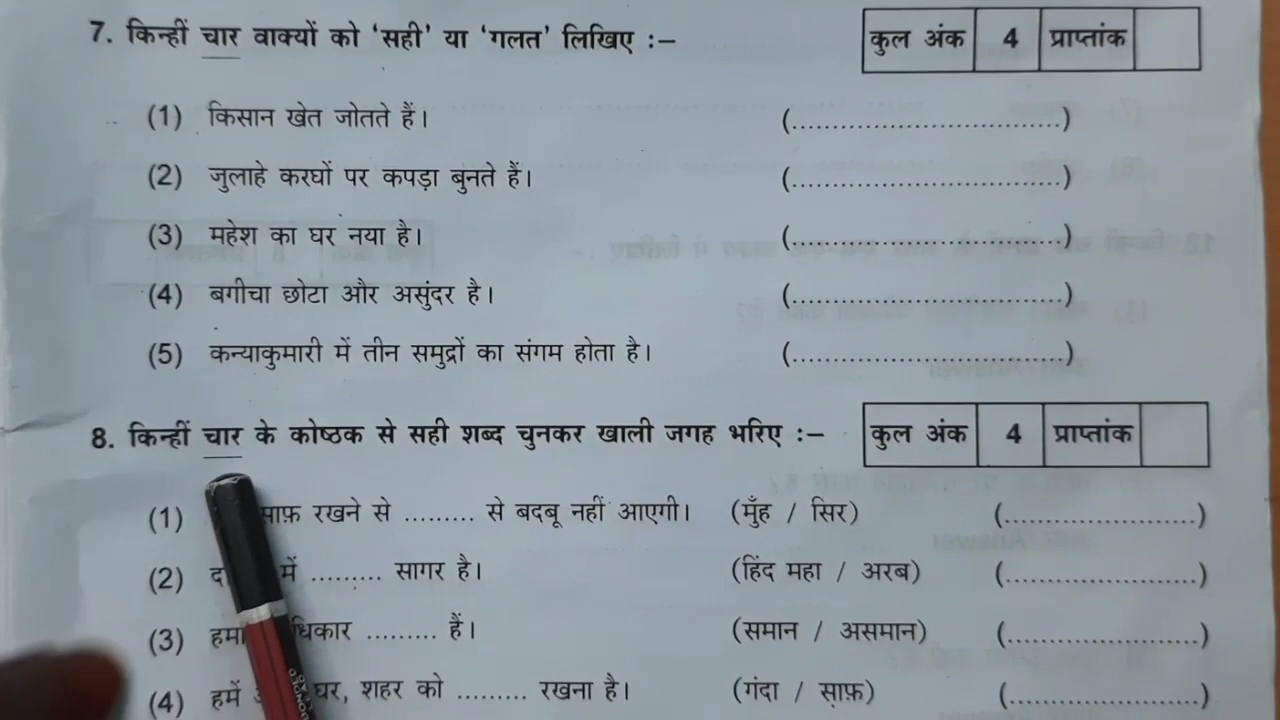 7. किन्हीं चार वाक्यों को ‘सही’ या ‘गलत’ लिखिए :– कुल अंक 4 प्राप्तांक
(1) किसान खेत जोतते हैं। (................................)
(2) जुलाहे करघों पर कपड़ा बुनते हैं। (................................)
(3) महेश का घर नया है। (................................)
(4) बगीचा छोटा और असुंदर है। (................................)
(5) कन्याकुमारी में तीन समुद्रों का संगम होता है। (................................)
8. किन्हीं चार के कोष्ठक से सही शब्द चुनकर खाली जगह भरिए :– कुल अंक 4 प्राप्तांक
(1) साफ़ रखने से ......... से बदबू नहीं आएगी। (मुँह / सिर) (.......................)
(2) में ......... सागर है। (हिंद महा / अरब) (.......................)
(3) ......... हैं। (समान / असमान) (.......................)
(4) हमें घर, शहर को ......... रखना है। (गंदा / साफ़) (.......................)